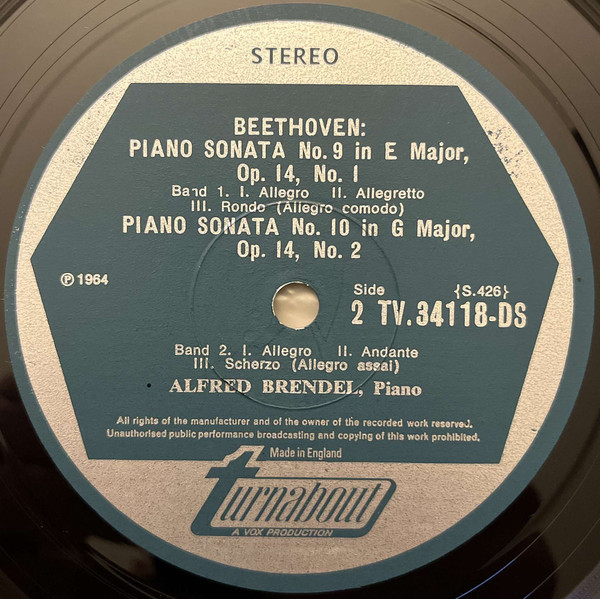 STEREO
BEETHOVEN:
PIANO SONATA No. 9 in E Major,
Op. 14, No. 1
Band 1. I. Allegro II. Allegretto
III. Rondo (Allegro comodo)
PIANO SONATA No. 10 in G Major,
Op. 14, No. 2
℗ 1964
Side {S.426}
2 TV.34118-DS
Band 2. I. Allegro II. Andante
III. Scherzo (Allegro assai)
ALFRED BRENDEL, Piano
All rights of the manufacturer and of the owner of the recorded work reserved.
Unauthorised public performance broadcasting and copying of this work prohibited.
Made in England
turnabout
A VOX PRODUCTION